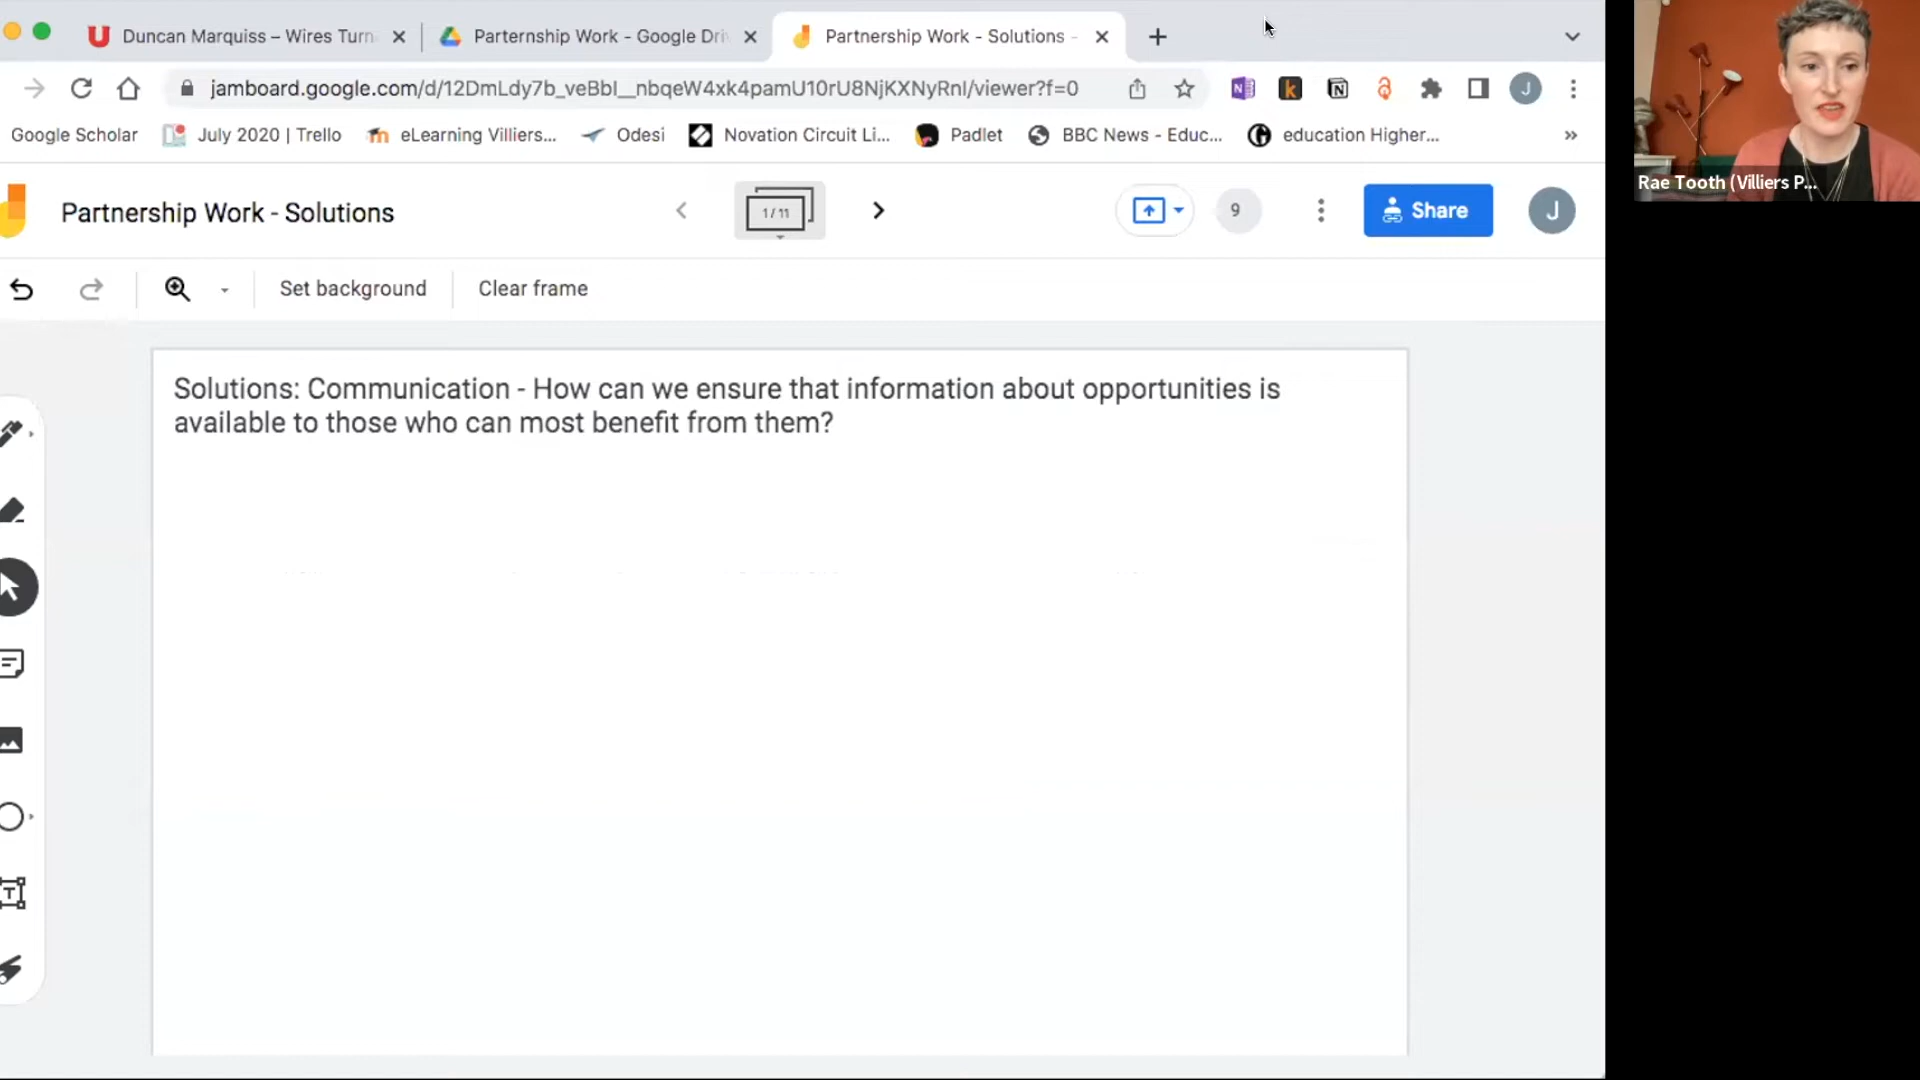 Duncan Marquiss – Wires Turn
Parternship Work - Google Dri
Partnership Work - Solutions -
jamboard.google.com/d/12DmLdy7b_veBbI__nbqeW4xk4pamU10rU8NjKXNyRnI/viewer?f=0
J
Google Scholar
July 2020 | Trello
eLearning Villiers...
Odesi
Novation Circuit Li...
Padlet
BBC News - Educ...
education Higher...
Rae Tooth (Villiers P...
Partnership Work - Solutions
1 / 11
9
Share
J
Set background
Clear frame
Solutions: Communication - How can we ensure that information about opportunities is
available to those who can most benefit from them?